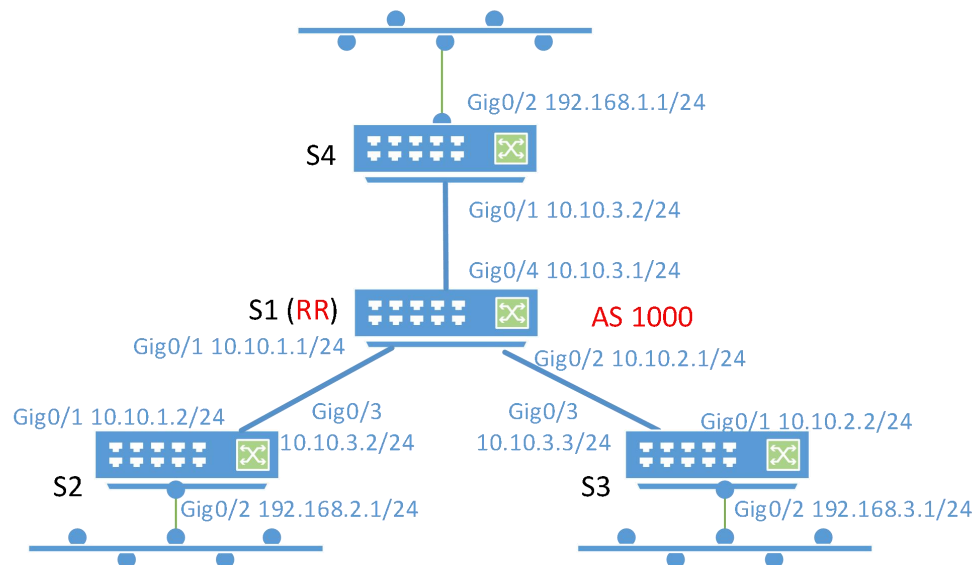 Gig0/2 192.168.1.1/24
S4
Gig0/1 10.10.3.2/24
Gig0/4 10.10.3.1/24
S1 (RR)
AS 1000
Gig0/1 10.10.1.1/24
Gig0/2 10.10.2.1/24
Gig0/1 10.10.1.2/24
Gig0/3
10.10.3.2/24
Gig0/3
10.10.3.3/24
Gig0/1 10.10.2.2/24
S2
Gig0/2 192.168.2.1/24
S3
Gig0/2 192.168.3.1/24